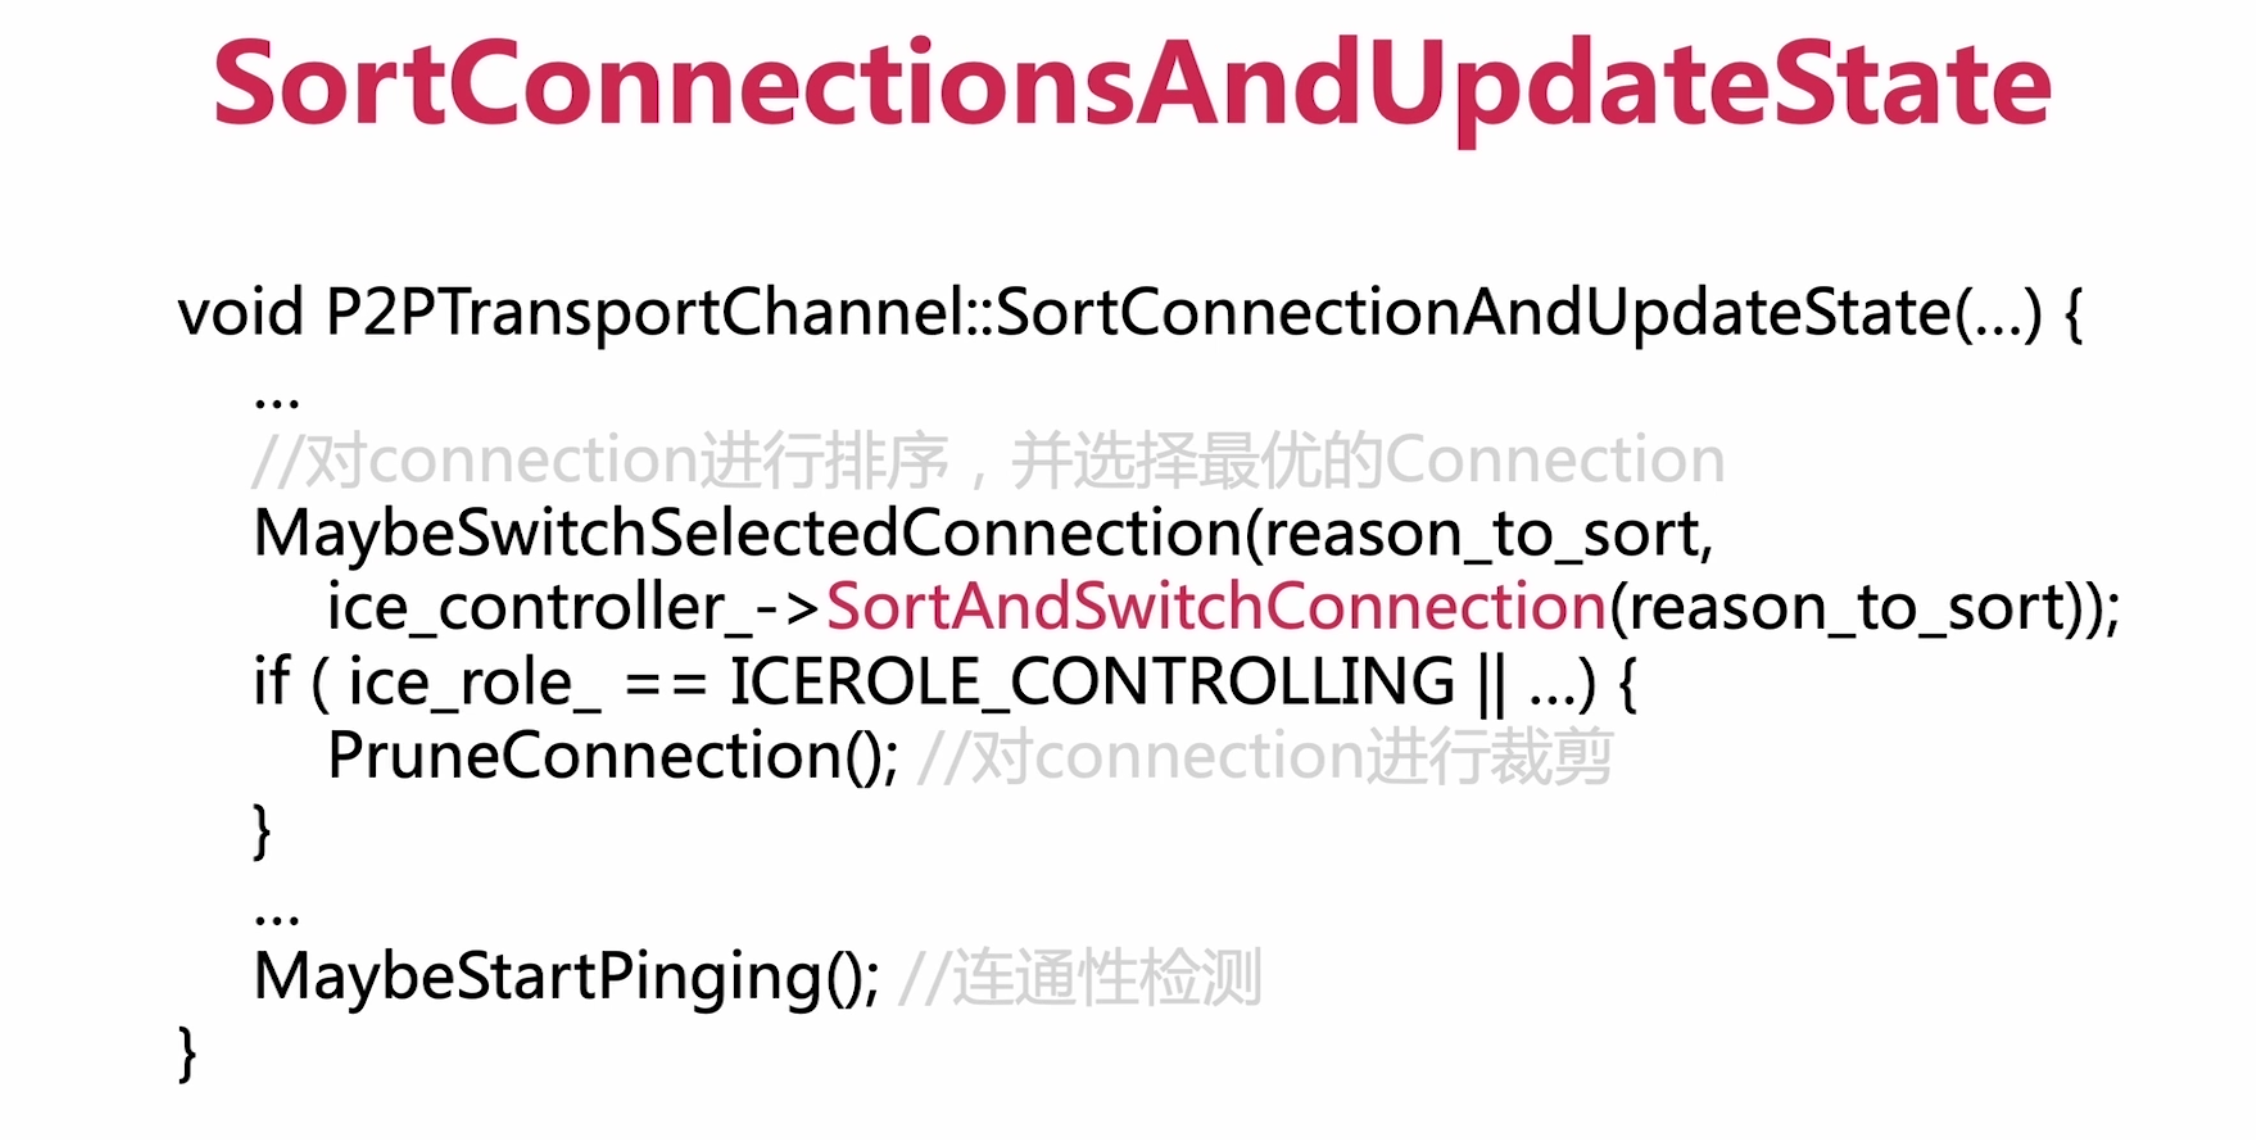 SortConnectionsAndUpdateState
void P2PTransportChannel::SortConnectionAndUpdateState(...) {
...
//对connection进行排序，并选择最优的Connection
MaybeSwitchSelectedConnection(reason_to_sort,
ice_controller_->SortAndSwitchConnection(reason_to_sort));
if ( ice_role_ == ICEROLE_CONTROLLING || ...) {
PruneConnection(); //对connection进行裁剪
}
...
MaybeStartPinging(); //连通性检测
}